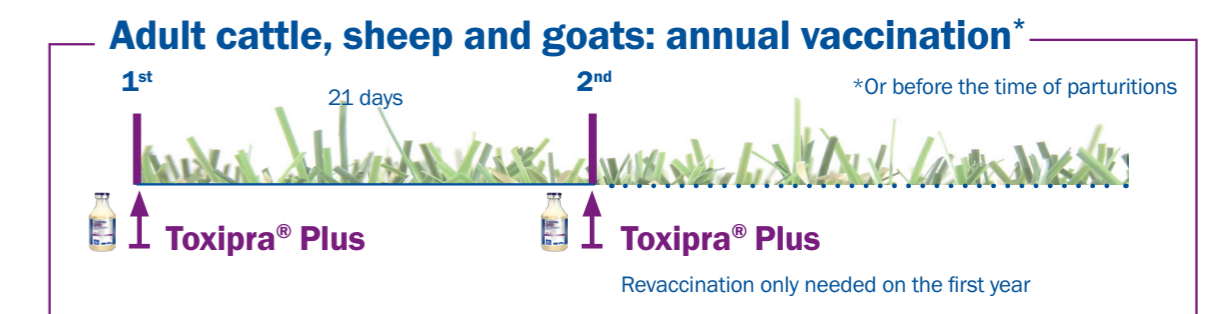 Adult cattle, sheep and goats: annual vaccination*
1st
21 days
2nd
*Or before the time of parturitions
Toxipra® Plus
Toxipra® Plus
Revaccination only needed on the first year